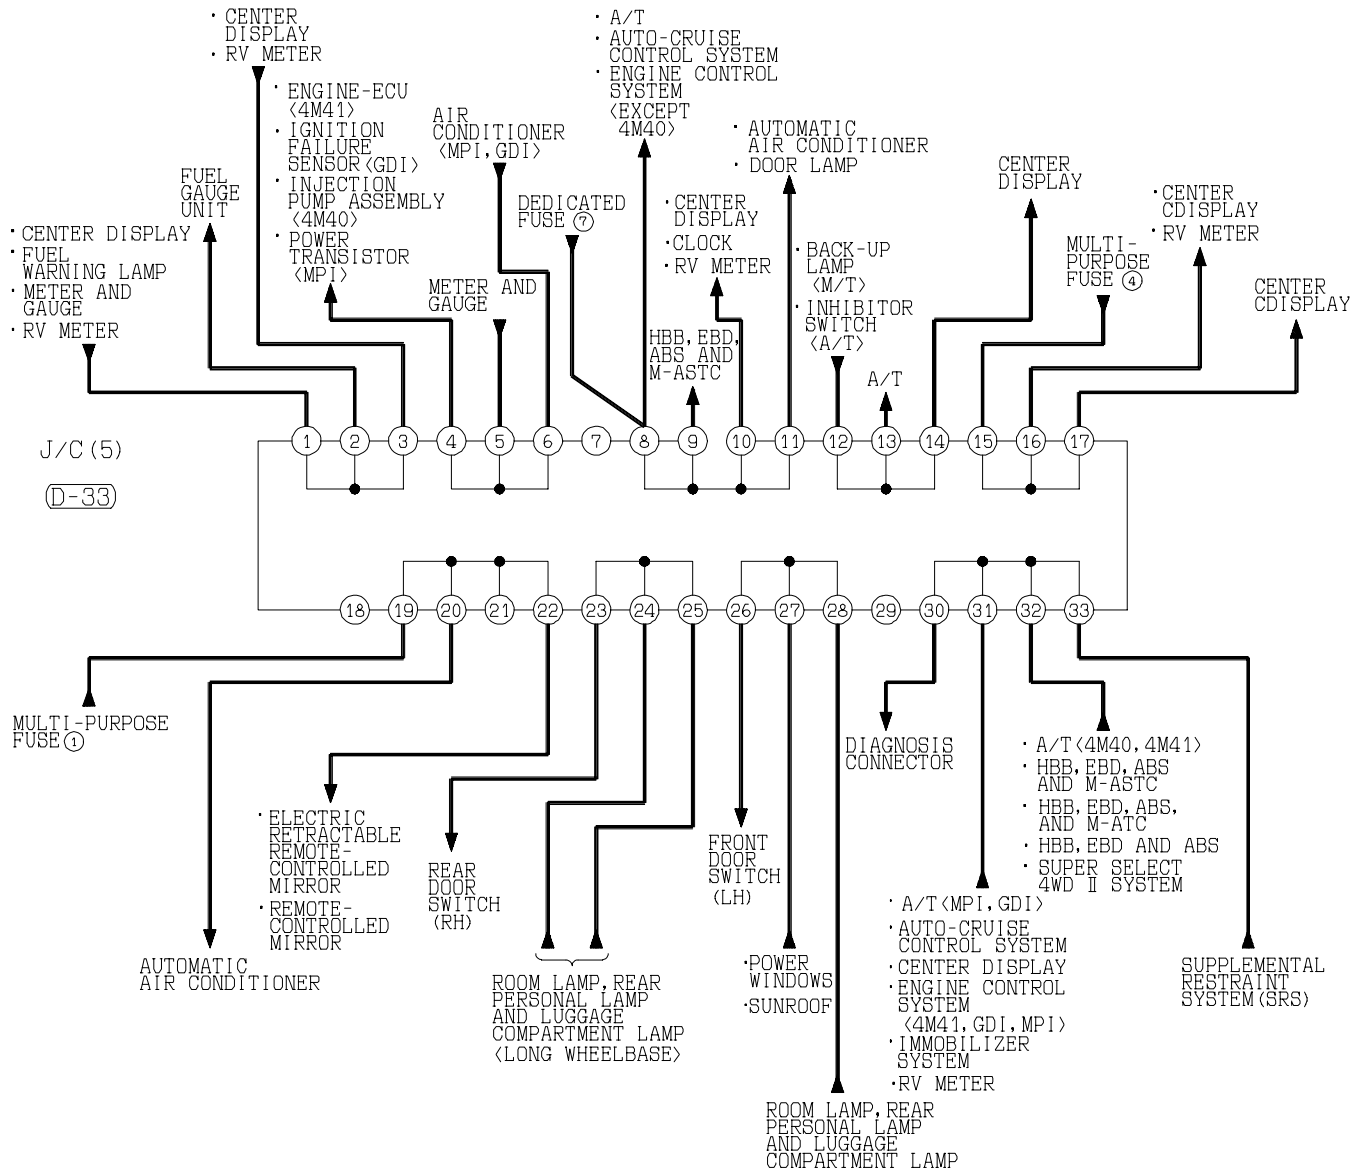 · CENTER
DISPLAY
· RV METER
· ENGINE-ECU
〈4M41〉
· IGNITION
FAILURE
SENSOR〈GDI〉
· INJECTION
PUMP ASSEMBLY
〈4M40〉
· POWER
TRANSISTOR
〈MPI〉
AIR
CONDITIONER
〈MPI,GDI〉
· A/T
· AUTO-CRUISE
CONTROL SYSTEM
· ENGINE CONTROL
SYSTEM
〈EXCEPT
4M40〉
· AUTOMATIC
AIR CONDITIONER
· DOOR LAMP
CENTER
DISPLAY
· CENTER
CDISPLAY
· RV METER
FUEL
GAUGE
UNIT
DEDICATED
FUSE ⑦
· CENTER
DISPLAY
· CLOCK
· RV METER
MULTI-
PURPOSE
FUSE ④
· CENTER DISPLAY
· FUEL
WARNING LAMP
· METER AND
GAUGE
· RV METER
METER AND
GAUGE
· BACK-UP
LAMP
〈M/T〉
· INHIBITOR
SWITCH
〈A/T〉
CENTER
CDISPLAY
HBB, EBD,
ABS AND
M-ASTC
A/T
1 2 3 4 5 6 7 8 9 10 11 12 13 14 15 16 17
J/C (5)
D-33
18 19 20 21 22 23 24 25 26 27 28 29 30 31 32 33
MULTI-PURPOSE
FUSE ①
AUTOMATIC
AIR CONDITIONER
· ELECTRIC
RETRACTABLE
REMOTE-
CONTROLLED
MIRROR
· REMOTE-
CONTROLLED
MIRROR
REAR
DOOR
SWITCH
(RH)
ROOM LAMP, REAR
PERSONAL LAMP
AND LUGGAGE
COMPARTMENT LAMP
〈LONG WHEELBASE〉
FRONT
DOOR
SWITCH
(LH)
· POWER
WINDOWS
· SUNROOF
ROOM LAMP, REAR
PERSONAL LAMP
AND LUGGAGE
COMPARTMENT LAMP
DIAGNOSIS
CONNECTOR
· A/T〈MPI,GDI〉
· AUTO-CRUISE
CONTROL SYSTEM
· CENTER DISPLAY
· ENGINE CONTROL
SYSTEM
〈4M41,GDI,MPI〉
· IMMOBILIZER
SYSTEM
· RV METER
· A/T〈4M40,4M41〉
· HBB, EBD, ABS
AND M-ASTC
· HBB, EBD, ABS,
AND M-ATC
· HBB, EBD AND ABS
· SUPER SELECT
4WD Ⅱ SYSTEM
SUPPLEMENTAL
RESTRAINT
SYSTEM (SRS)